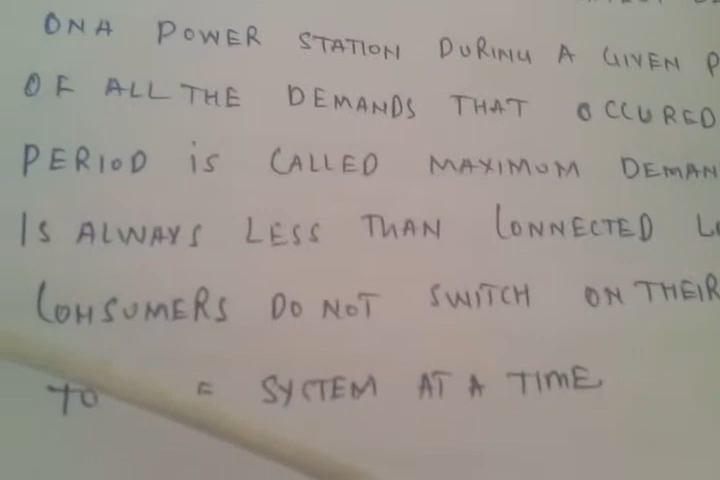 ON A POWER STATION DURING A GIVEN
OF ALL THE DEMANDS THAT OCCURED
PERIOD is CALLED MAXIMUM DEMAN
IS ALWAYS LESS THAN CONNECTED
CONSUMERS DO NOT SWITCH ON THEIR
TO SYSTEM AT A TIME